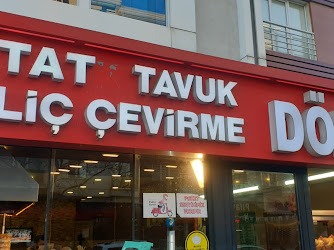 TAT TAVUK
LİÇ ÇEVİRME
DÖ